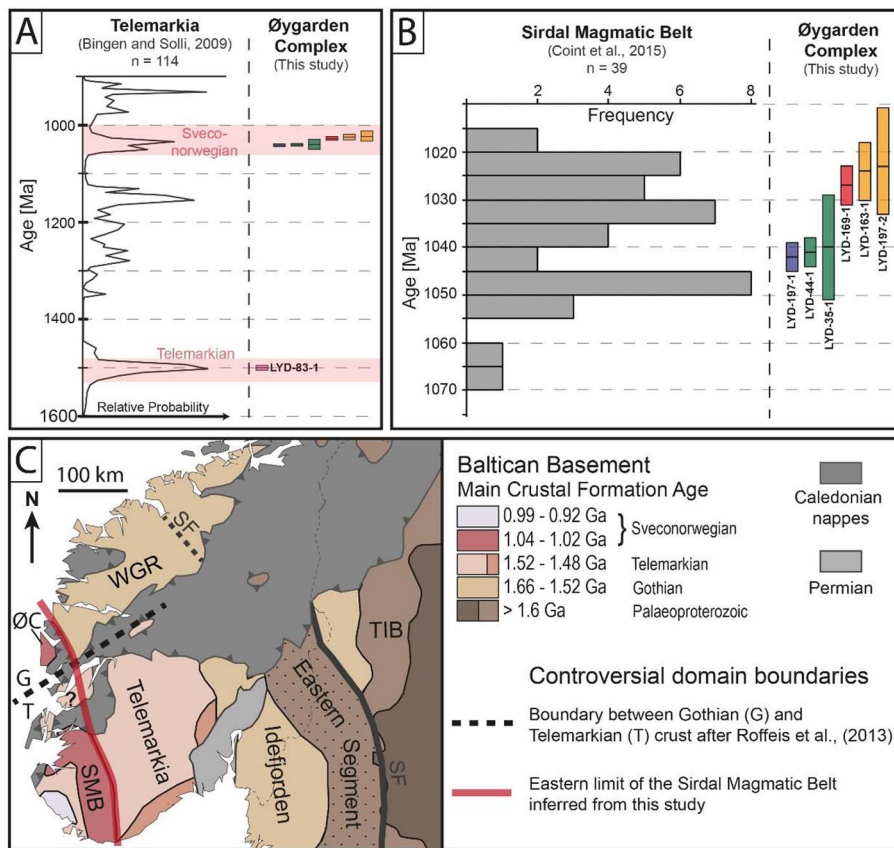 A
Telemarkia
(Bingen and Solli, 2009)
n = 114
Øygarden
Complex
(This study)
1000
1200
1400
1600
Age [Ma]
Sveco-
norwegian
Telemarkian
LYD-83-1
Relative Probability
B
Sirdal Magmatic Belt
(Coint et al., 2015)
n = 39
Øygarden
Complex
(This study)
2
4
6
8
Frequency
1020
1030
1040
1050
1060
1070
Age [Ma]
LYD-197-1
LYD-44-1
LYD-35-1
LYD-169-1
LYD-163-1
LYD-197-2
C
100 km
N
SF
WGR
ØC
G
T
?
SMB
Telemarkia
Idefjorden
Eastern
Segment
TIB
SF
Baltican Basement
Main Crustal Formation Age
0.99 - 0.92 Ga
1.04 - 1.02 Ga
} Sveconorwegian
1.52 - 1.48 Ga Telemarkian
1.66 - 1.52 Ga Gothian
> 1.6 Ga Palaeoproterozoic
Caledonian
nappes
Permian
Controversial domain boundaries
Boundary between Gothian (G) and
Telemarkian (T) crust after Roffeis et al., (2013)
Eastern limit of the Sirdal Magmatic Belt
inferred from this study